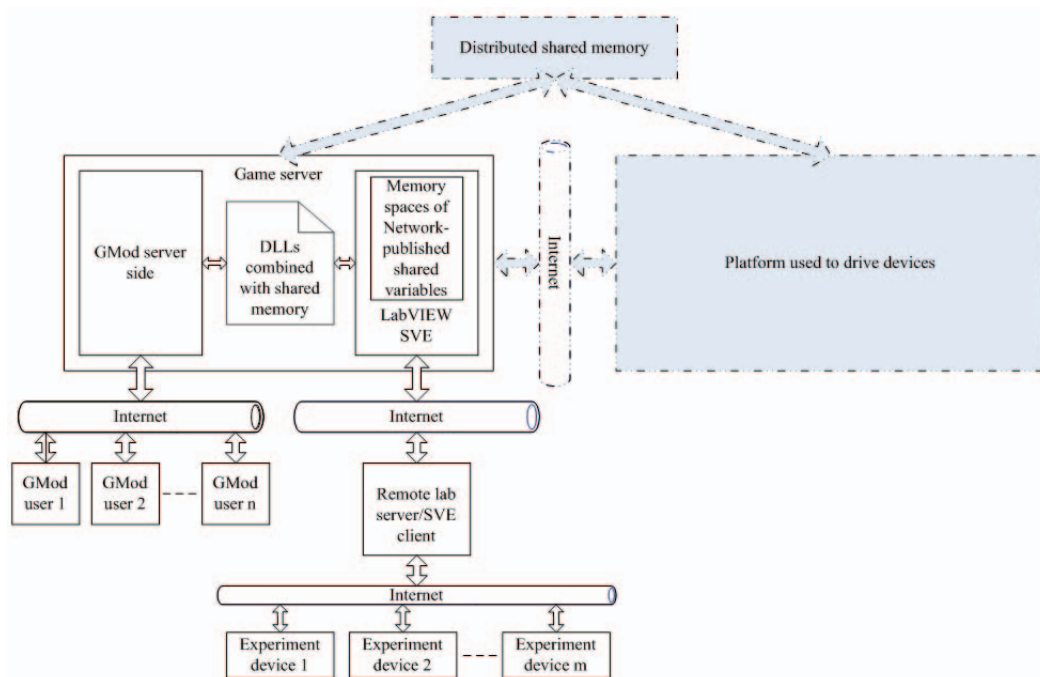 Distributed shared memory
Game server
GMod server
side
DLLs
combined
with shared
memory
Memory
spaces of
Network-
published
shared
variables
LabVIEW
SVE
Internet
Platform used to drive devices
Internet
Internet
GMod
user 1
GMod
user 2
GMod
user n
Remote lab
server/SVE
client
Internet
Experiment
device 1
Experiment
device 2
Experiment
device m